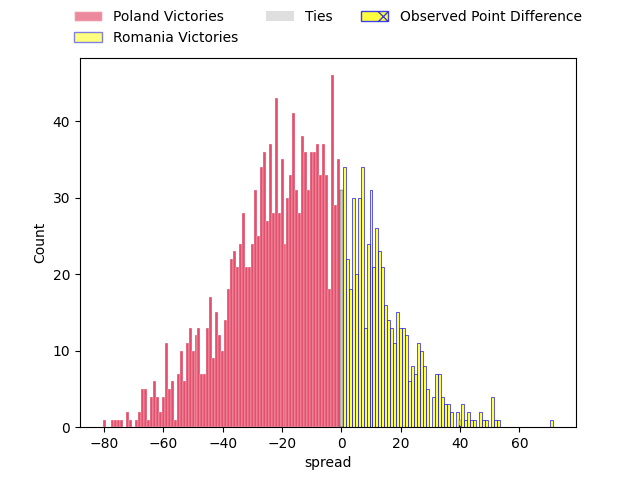 Poland Victories
Ties
Observed Point Difference
Romania Victories
Count
40
30
20
10
0
−80
−60
−40
−20
0
20
40
60
spread